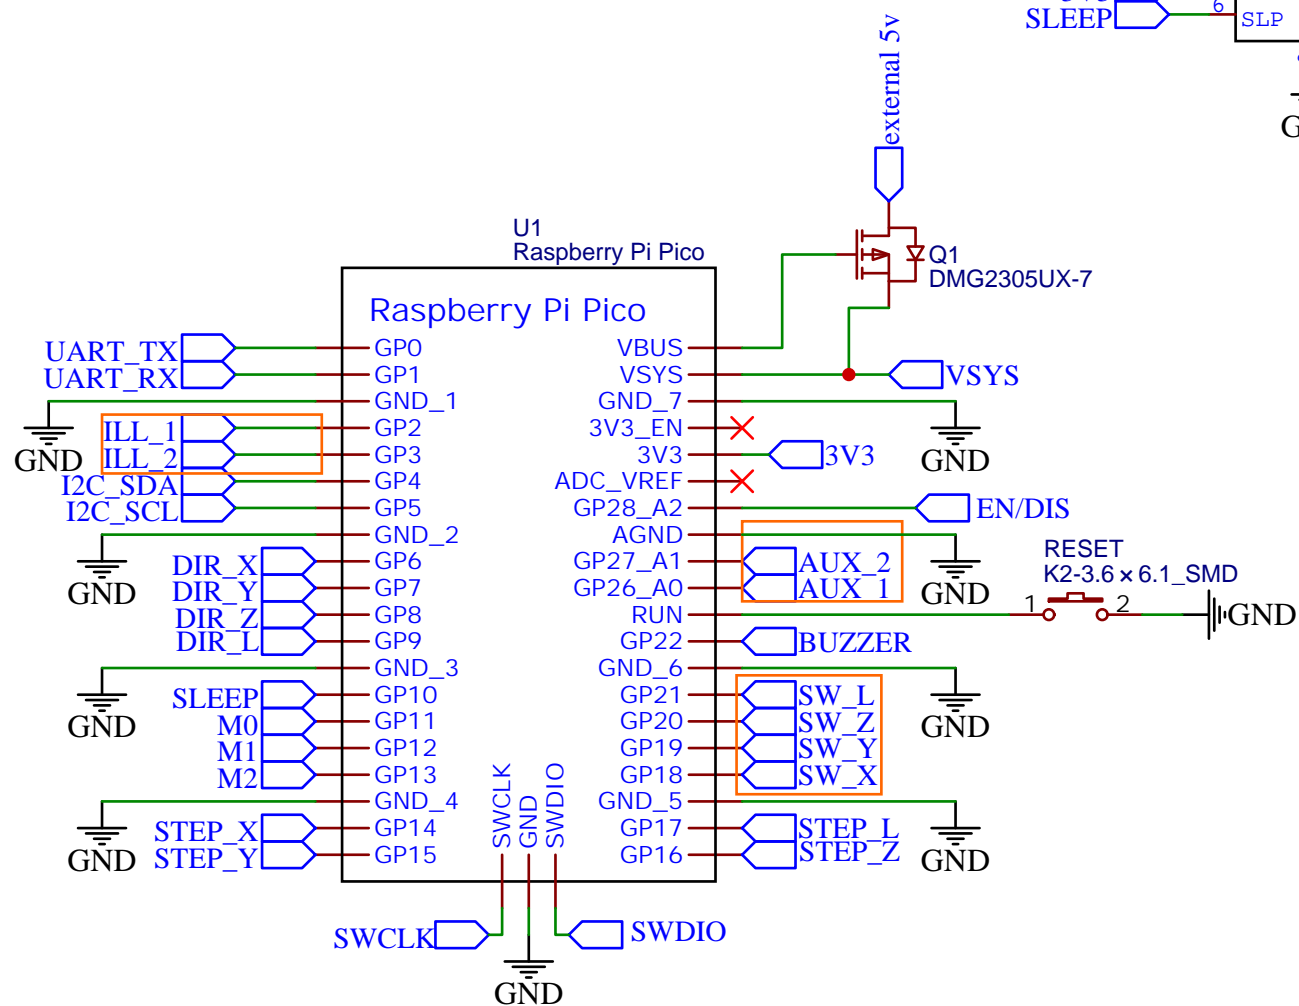 SLEEP
6
SLP
external 5v
U1
Raspberry Pi Pico
Q1
DMG2305UX-7
Raspberry Pi Pico
UART_TX
GP0
VBUS
UART_RX
GP1
VSYS
VSYS
GND_1
GND_7
GND
ILL_1
GP2
3V3_EN
GND
ILL_2
GP3
3V3
3V3
I2C_SDA
GP4
ADC_VREF
I2C_SCL
GP5
GP28_A2
EN/DIS
GND_2
AGND
GND
DIR_X
GP6
GP27_A1
AUX_2
GND
RESET
K2-3.6×6.1_SMD
DIR_Y
GP7
GP26_A0
AUX_1
DIR_Z
GP8
RUN
1
2
GND
DIR_L
GP9
GP22
BUZZER
GND_3
GND_6
GND
SLEEP
GP10
GP21
SW_L
GND
M0
GP11
GP20
SW_Z
M1
GP12
GP19
SW_Y
M2
GP13
GP18
SW_X
GND_4
GND_5
GND
STEP_X
GP14
GP17
STEP_L
GND
STEP_Y
GP15
GP16
STEP_Z
SWCLK
GND
SWDIO
SWCLK
SWDIO
GND